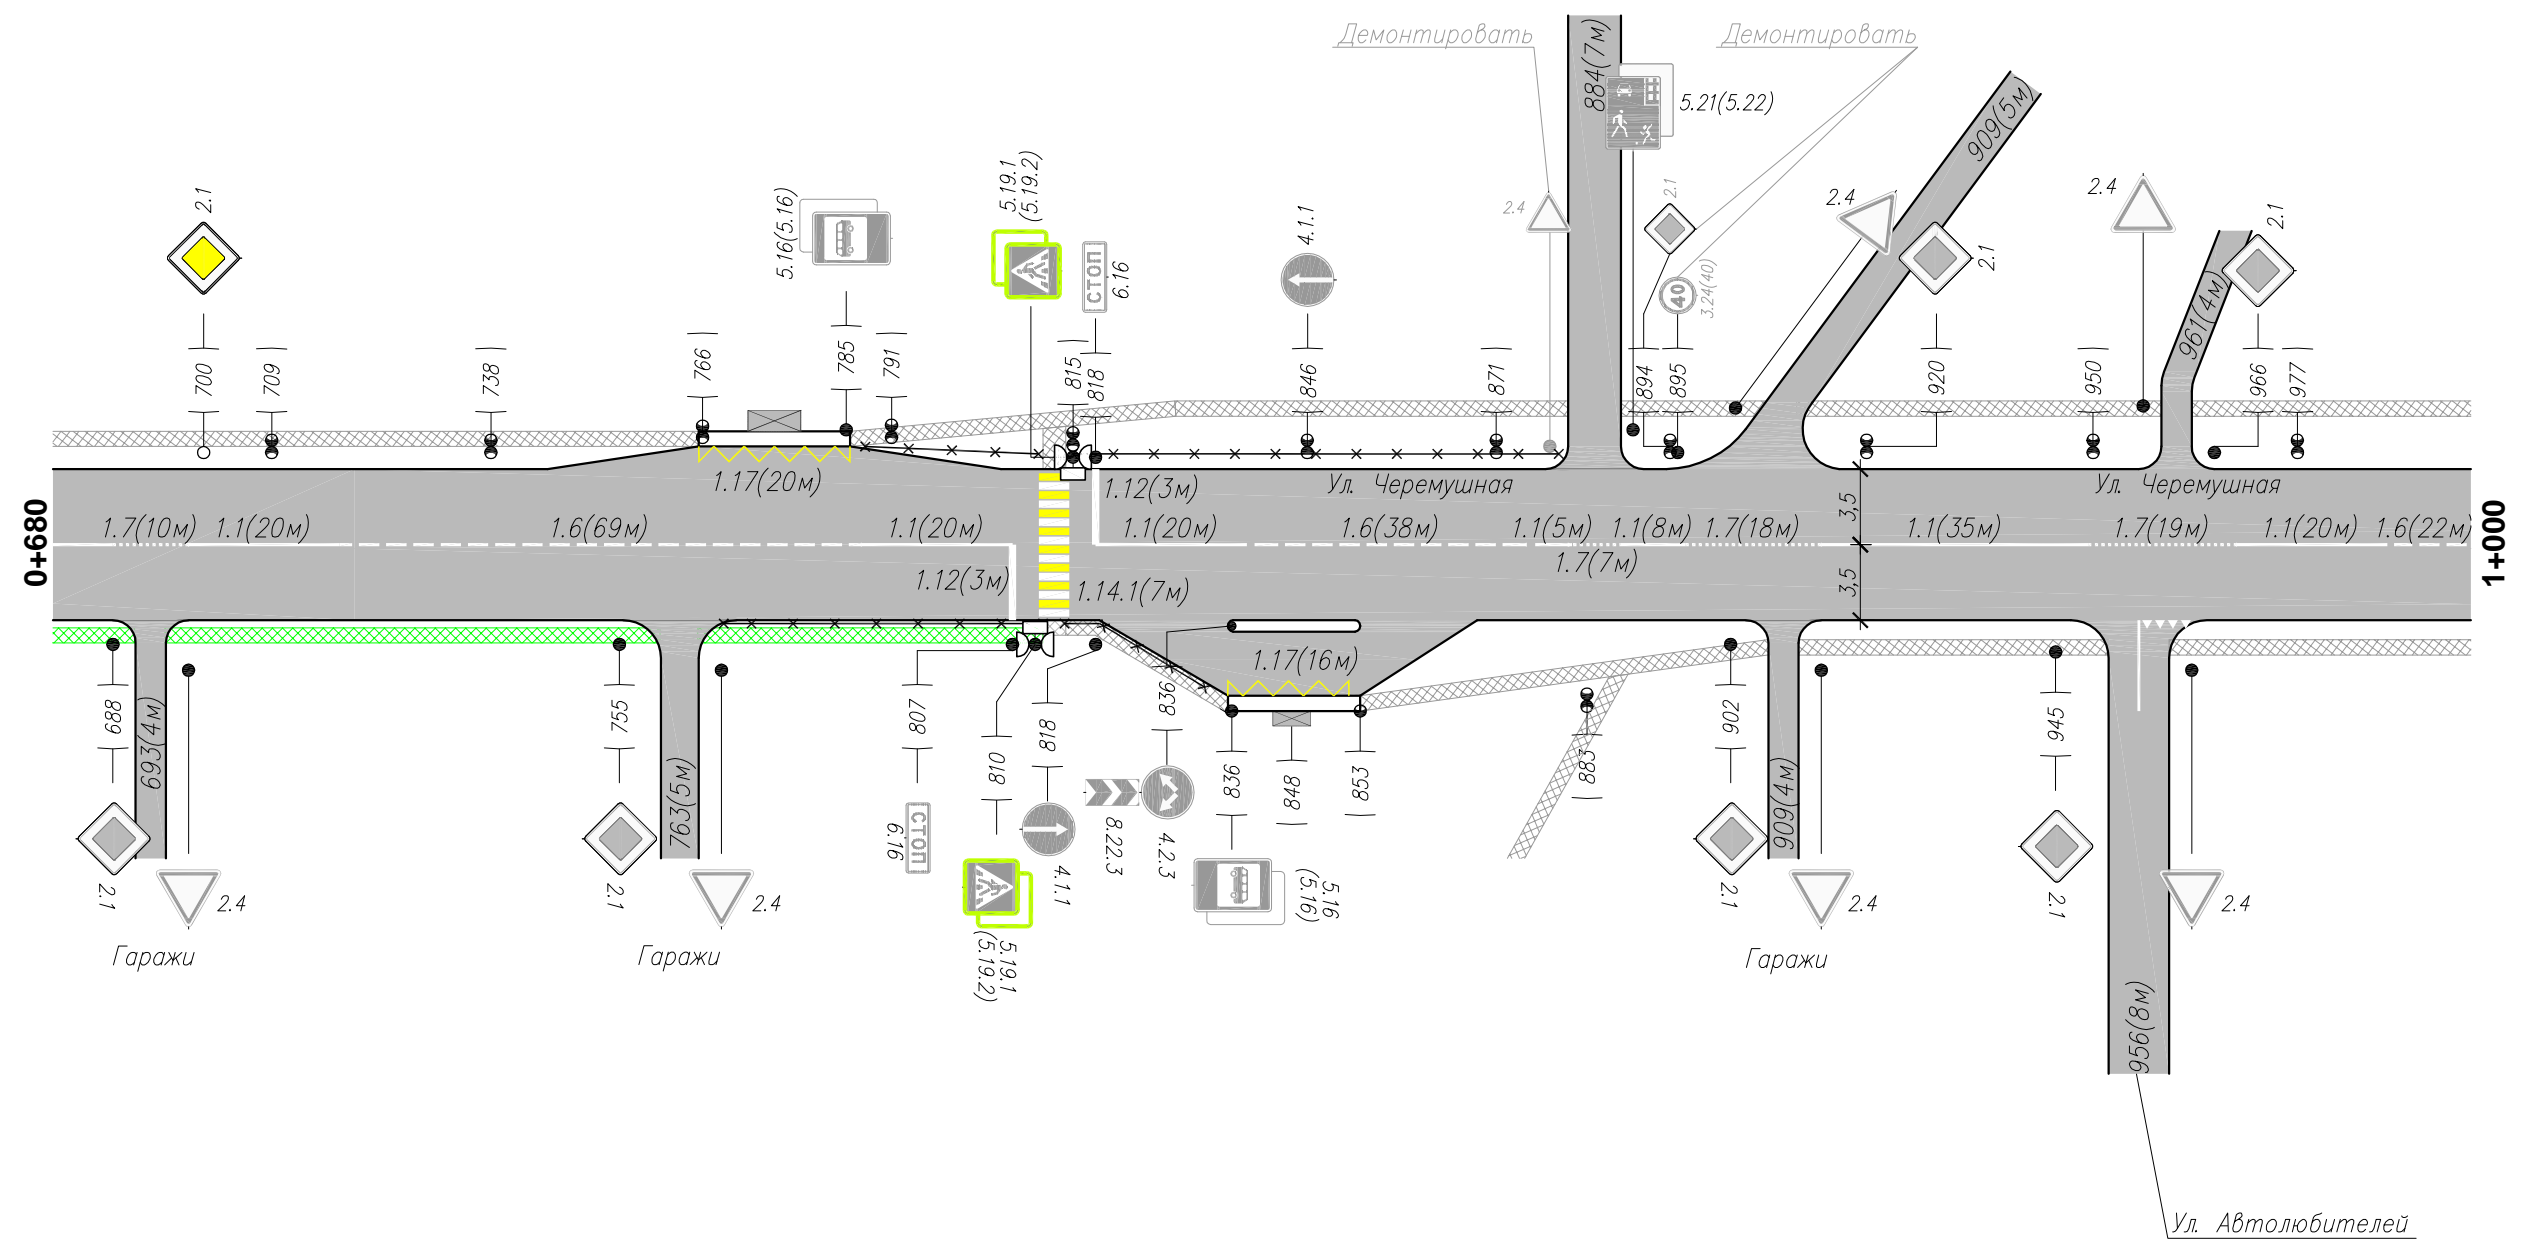 Демонтировать
Демонтировать
884(7м)
5.21(5.22)
909(5м)
2.1
5.16(5.16)
5.19.1
(5.19.2)
СТОП
6.16
4.1.1
2.4
2.1
40
3.24(40)
2.4
2.1
2.4
2.1
961(4м)
700
709
738
766
785
791
815
818
846
871
894
895
920
950
966
977
0+680
1.17(20м)
1.12(3м)
Ул. Черемушная
Ул. Черемушная
3,5
1.7(10м)
1.1(20м)
1.6(69м)
1.1(20м)
1.1(20м)
1.6(38м)
1.1(5м)
1.1(8м)
1.7(18м)
1.1(35м)
1.7(19м)
1.1(20м)
1.6(22м)
1+000
1.7(7м)
1.12(3м)
1.14.1(7м)
3,5
1.17(16м)
688
693(4м)
755
763(5м)
807
810
818
838
836
848
853
883
902
909(4м)
945
956(8м)
2.1
2.4
2.1
2.4
СТОП
6.16
5.19.1
(5.19.2)
4.1.1
8.22.3
4.2.3
5.16
(5.16)
2.1
2.4
2.1
2.4
Гаражи
Гаражи
Гаражи
Ул. Автолюбителей